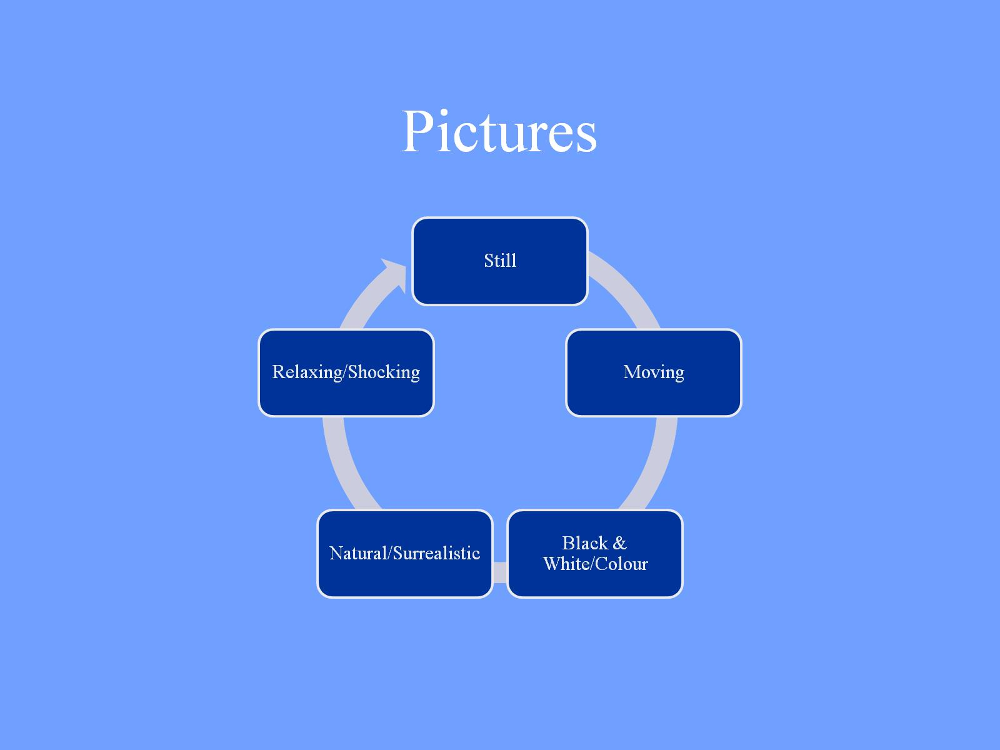 Pictures
Still
Moving
Black &
White/Colour
Natural/Surrealistic
Relaxing/Shocking